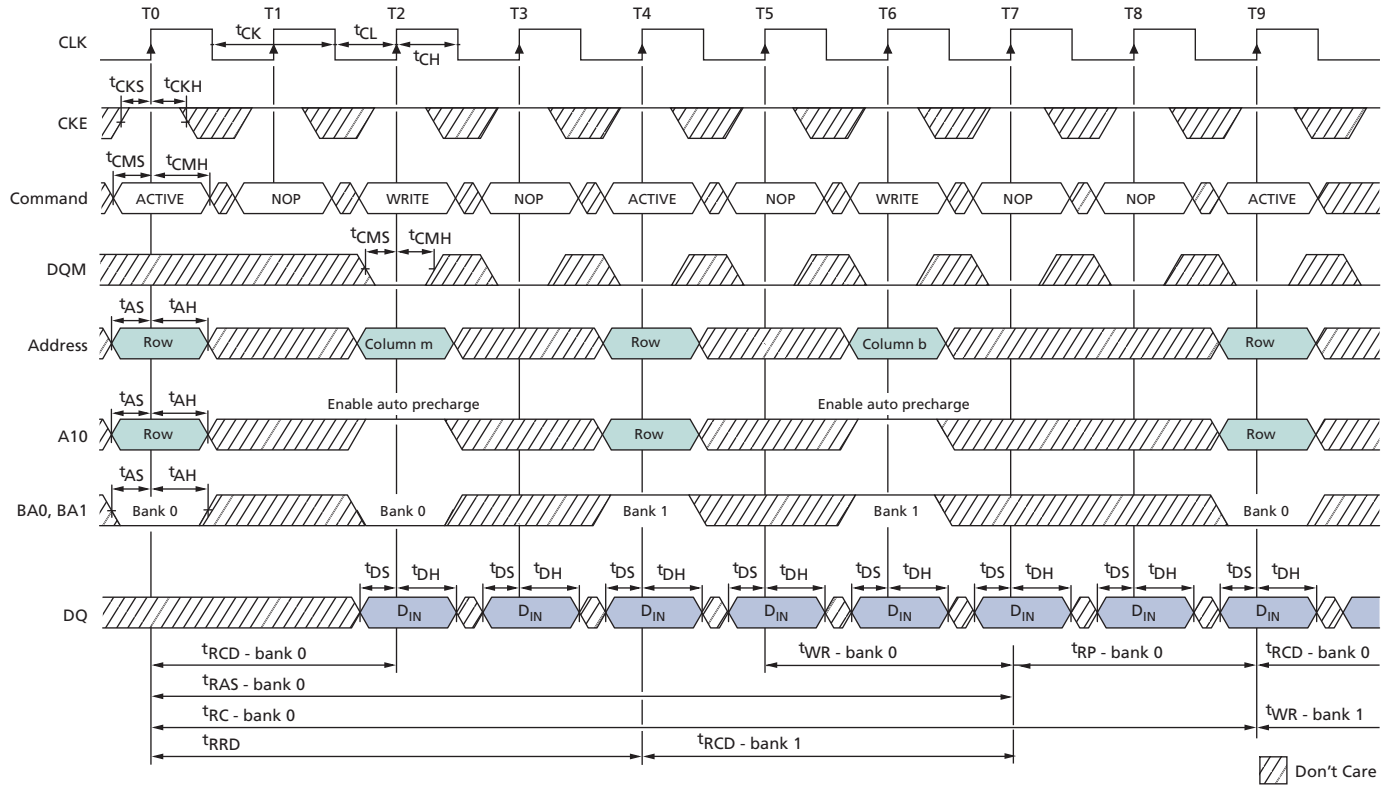 T0 T1 T2 T3 T4 T5 T6 T7 T8 T9
CLK tCK tCL tCH
tCKS tCKH
CKE
tCMS tCMH
Command ACTIVE NOP WRITE NOP ACTIVE NOP WRITE NOP NOP ACTIVE
tCMS tCMH
DQM
tAS tAH
Address Row Column m Row Column b Row
tAS tAH Enable auto precharge Enable auto precharge
A10 Row Row Row
tAS tAH
BA0, BA1 Bank 0 Bank 0 Bank 1 Bank 1 Bank 0
tDS tDH tDS tDH tDS tDH tDS tDH tDS tDH tDS tDH tDS tDH tDS tDH
DQ DIN DIN DIN DIN DIN DIN DIN DIN
tRCD - bank 0 tWR - bank 0 tRP - bank 0 tRCD - bank 0
tRAS - bank 0
tRC - bank 0 tWR - bank 1
tRRD tRCD - bank 1
Don't Care